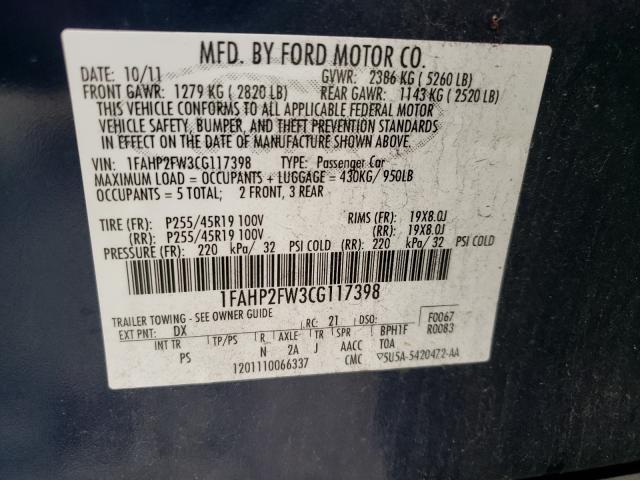 MFD. BY FORD MOTOR CO.
DATE: 10/11 GVWR: 2386 KG ( 5260 LB)
FRONT GAWR: 1279 KG ( 2820 LB) REAR GAWR: 1143 KG ( 2520 LB)
THIS VEHICLE CONFORMS TO ALL APPLICABLE FEDERAL MOTOR
VEHICLE SAFETY, BUMPER, AND THEFT PREVENTION STANDARDS
IN EFFECT ON THE DATE OF MANUFACTURE SHOWN ABOVE.
VIN: 1FAHP2FW3CG117398 TYPE: Passenger Car
MAXIMUM LOAD = OCCUPANTS + LUGGAGE = 430KG/ 950LB
OCCUPANTS = 5 TOTAL; 2 FRONT, 3 REAR
TIRE (FR): P255/45R19 100V RIMS (FR): 19X8.0J
(RR): P255/45R19 100V (RR): 19X8.0J
PRESSURE (FR): 220 kPa/ 32 PSI COLD (RR): 220 kPa/ 32 PSI COLD
1FAHP2FW3CG117398
TRAILER TOWING - SEE OWNER GUIDE F0067
EXT PNT: DX RC: 21 DSO: R0083
INT TR TP/PS R AXLE TR SPR BPH1F
PS N 2A J AACC TOA
1201110066337 CMC 5U5A-5420472-AA